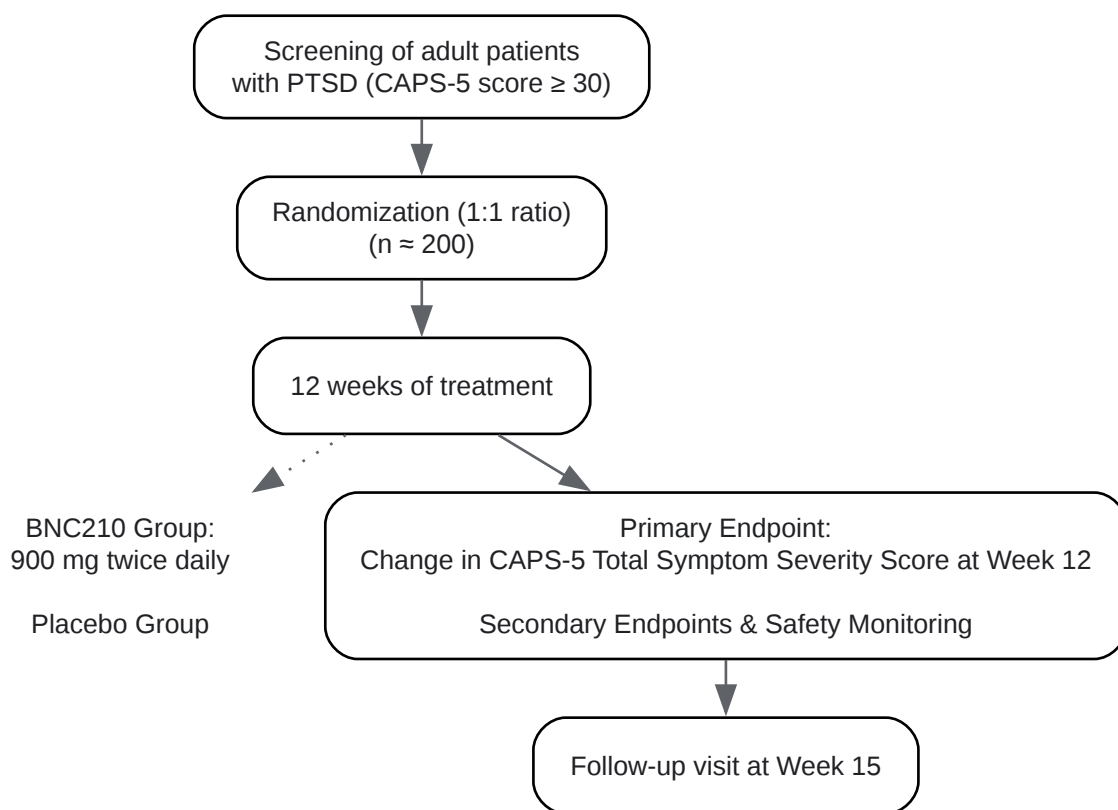 Screening of adult patients
with PTSD (CAPS-5 score ≥ 30)
Randomization (1:1 ratio)
(n ≈ 200)
12 weeks of treatment
BNC210 Group:
900 mg twice daily
Placebo Group
Primary Endpoint:
Change in CAPS-5 Total Symptom Severity Score at Week 12
Secondary Endpoints & Safety Monitoring
Follow-up visit at Week 15